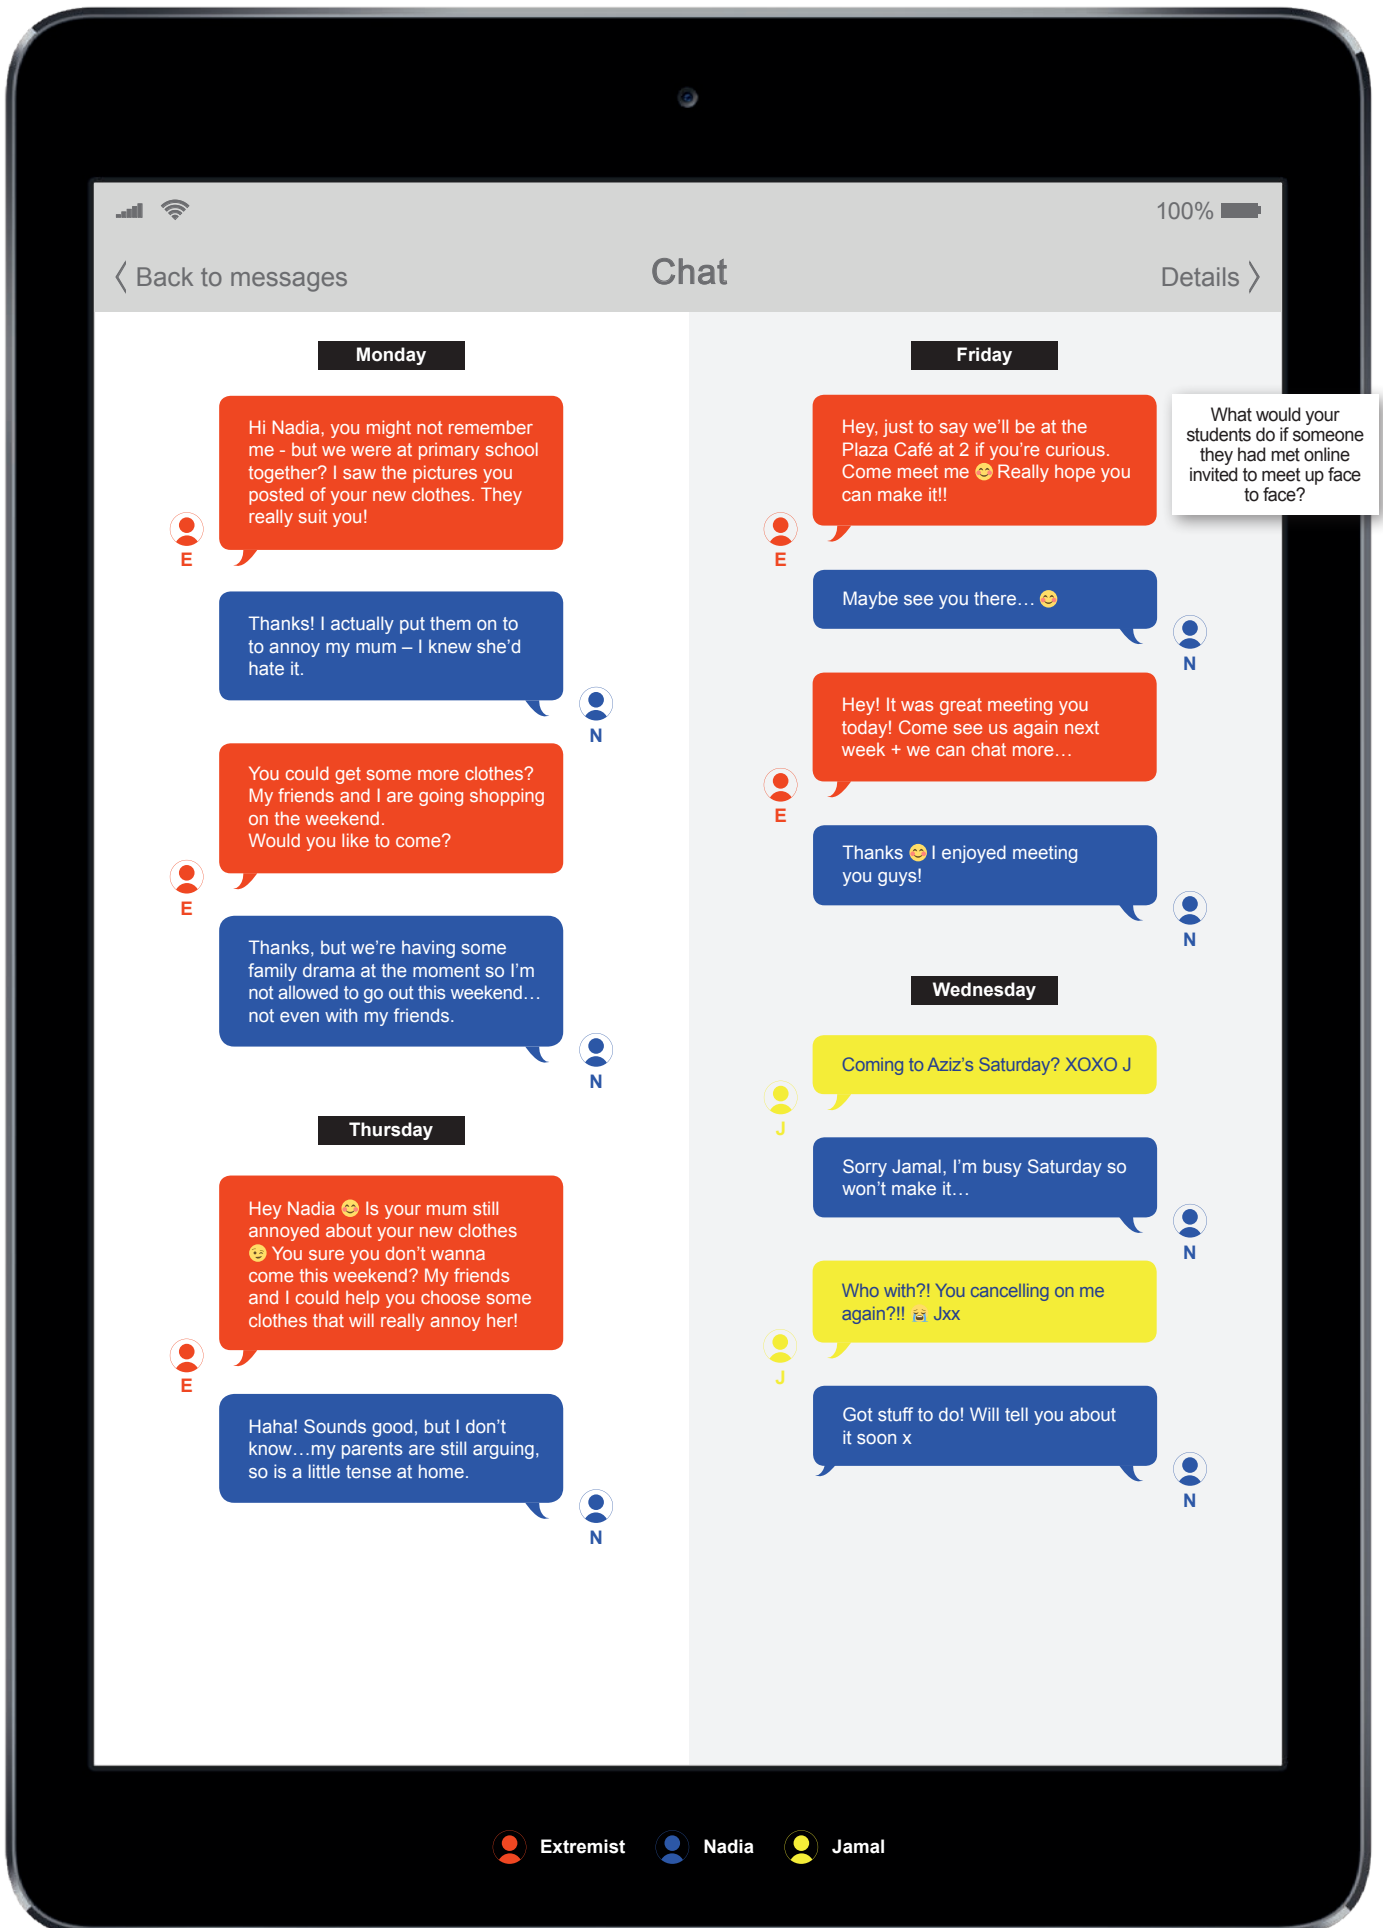 100%
Back to messages
Chat
Details
Monday
Hi Nadia, you might not remember
me - but we were at primary school
together? I saw the pictures you
posted of your new clothes. They
really suit you!
E
Thanks! I actually put them on to
to annoy my mum – I knew she’d
hate it.
N
You could get some more clothes?
My friends and I are going shopping
on the weekend.
Would you like to come?
E
Thanks, but we’re having some
family drama at the moment so I’m
not allowed to go out this weekend…
not even with my friends.
N
Thursday
Hey Nadia 😊 Is your mum still
annoyed about your new clothes
😉 You sure you don’t wanna
come this weekend? My friends
and I could help you choose some
clothes that will really annoy her!
E
Haha! Sounds good, but I don’t
know…my parents are still arguing,
so is a little tense at home.
N
Friday
Hey, just to say we’ll be at the
Plaza Café at 2 if you’re curious.
Come meet me 😊 Really hope you
can make it!!
E
What would your
students do if someone
they had met online
invited to meet up face
to face?
Maybe see you there… 😊
N
Hey! It was great meeting you
today! Come see us again next
week + we can chat more…
E
Thanks 😊 I enjoyed meeting
you guys!
N
Wednesday
Coming to Aziz’s Saturday? XOXO J
J
Sorry Jamal, I’m busy Saturday so
won’t make it…
N
Who with?! You cancelling on me
again?!! 😭 Jxx
J
Got stuff to do! Will tell you about
it soon x
N
Extremist
Nadia
Jamal